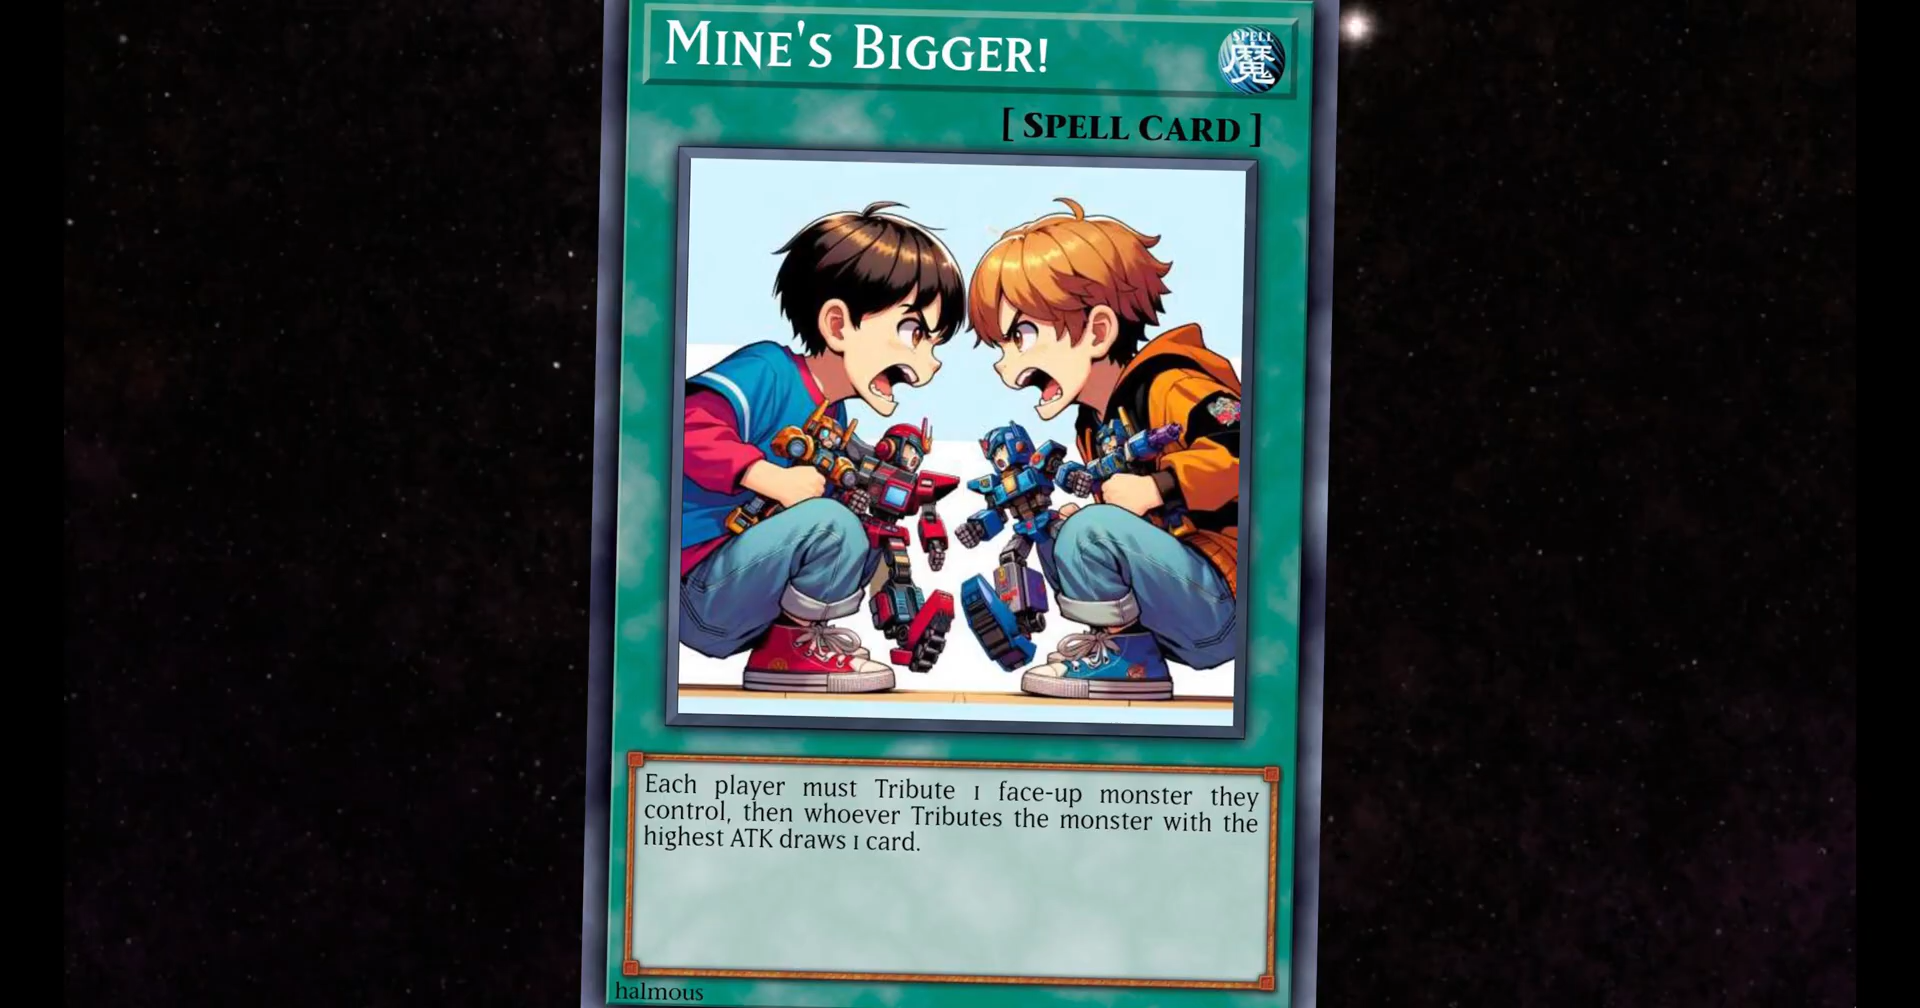 MINE'S BIGGER!
SPELL
魔
[ SPELL CARD ]
Each player must Tribute 1 face-up monster they
control, then whoever Tributes the monster with the
highest ATK draws 1 card.
halmous